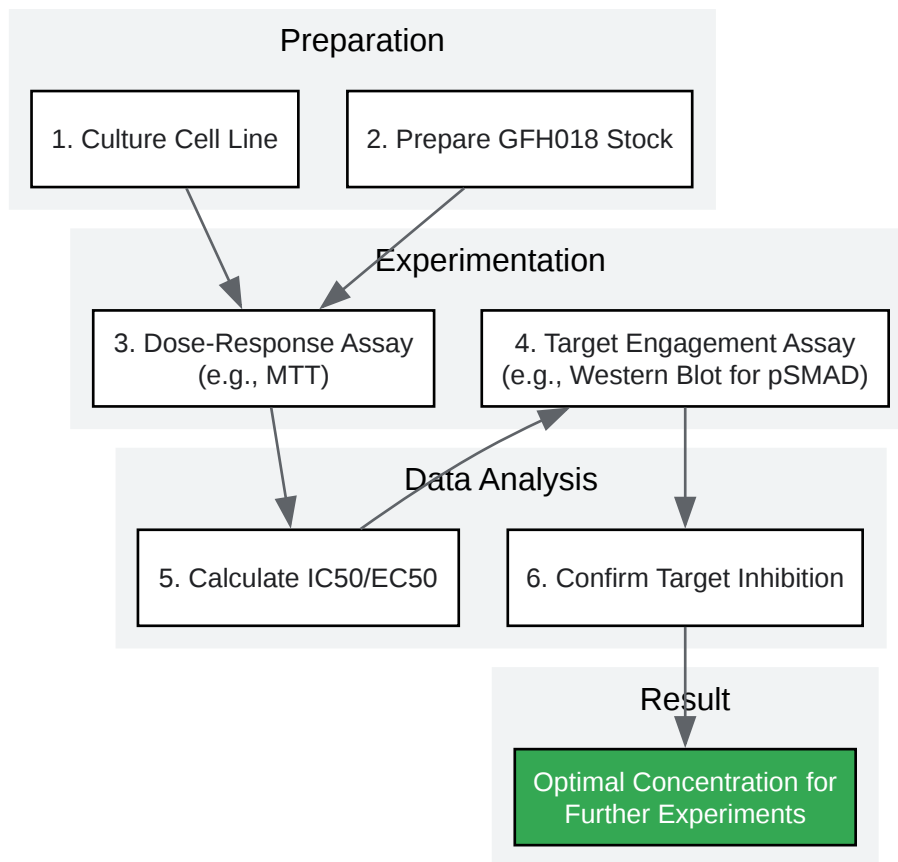 Preparation
1. Culture Cell Line
2. Prepare GFH018 Stock
Experimentation
3. Dose-Response Assay
(e.g., MTT)
4. Target Engagement Assay
(e.g., Western Blot for pSMAD)
Data Analysis
5. Calculate IC50/EC50
6. Confirm Target Inhibition
Result
Optimal Concentration for
Further Experiments